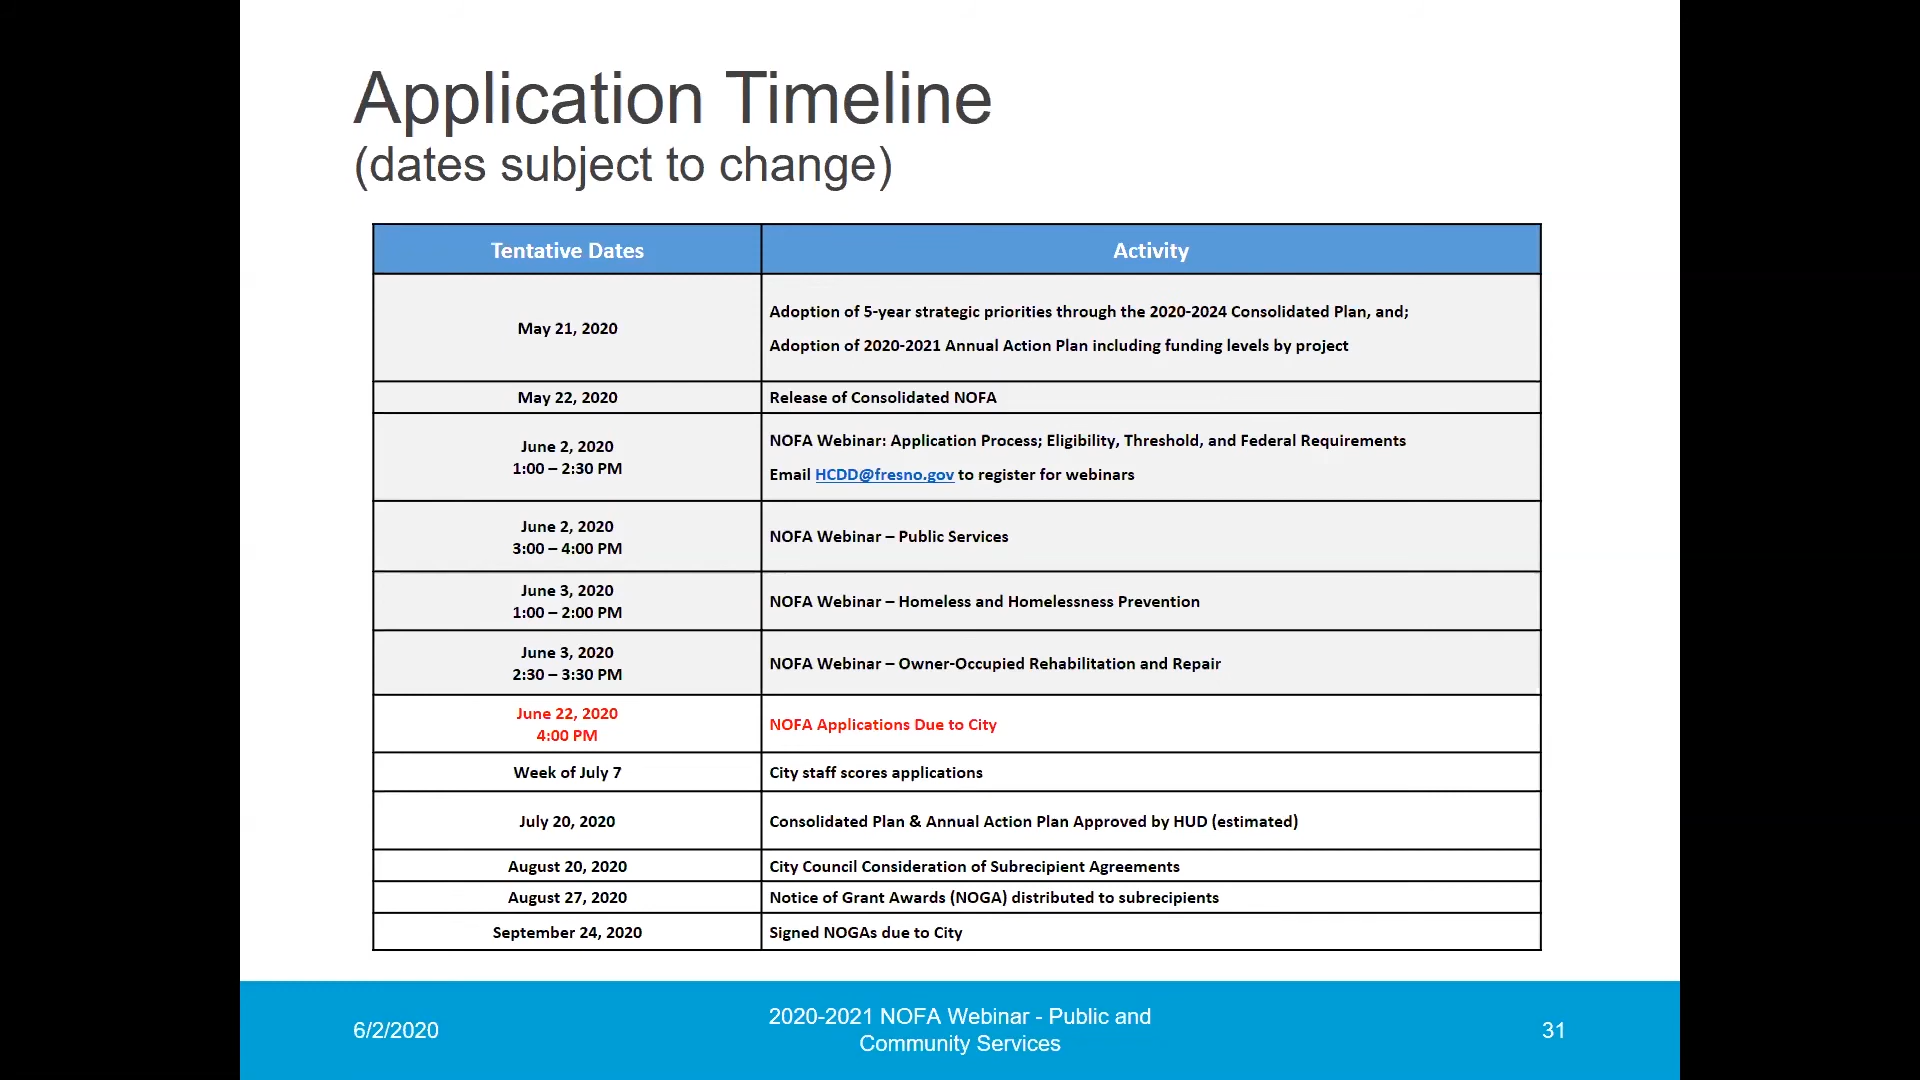 Application Timeline
(dates subject to change)
Tentative Dates
Activity
May 21, 2020
Adoption of 5-year strategic priorities through the 2020-2024 Consolidated Plan, and;
Adoption of 2020-2021 Annual Action Plan including funding levels by project
May 22, 2020
Release of Consolidated NOFA
June 2, 2020
1:00 – 2:30 PM
NOFA Webinar: Application Process; Eligibility, Threshold, and Federal Requirements
Email HCDD@fresno.gov to register for webinars
June 2, 2020
3:00 – 4:00 PM
NOFA Webinar – Public Services
June 3, 2020
1:00 – 2:00 PM
NOFA Webinar – Homeless and Homelessness Prevention
June 3, 2020
2:30 – 3:30 PM
NOFA Webinar – Owner-Occupied Rehabilitation and Repair
June 22, 2020
4:00 PM
NOFA Applications Due to City
Week of July 7
City staff scores applications
July 20, 2020
Consolidated Plan & Annual Action Plan Approved by HUD (estimated)
August 20, 2020
City Council Consideration of Subrecipient Agreements
August 27, 2020
Notice of Grant Awards (NOGA) distributed to subrecipients
September 24, 2020
Signed NOGAs due to City
6/2/2020
2020-2021 NOFA Webinar - Public and
Community Services
31